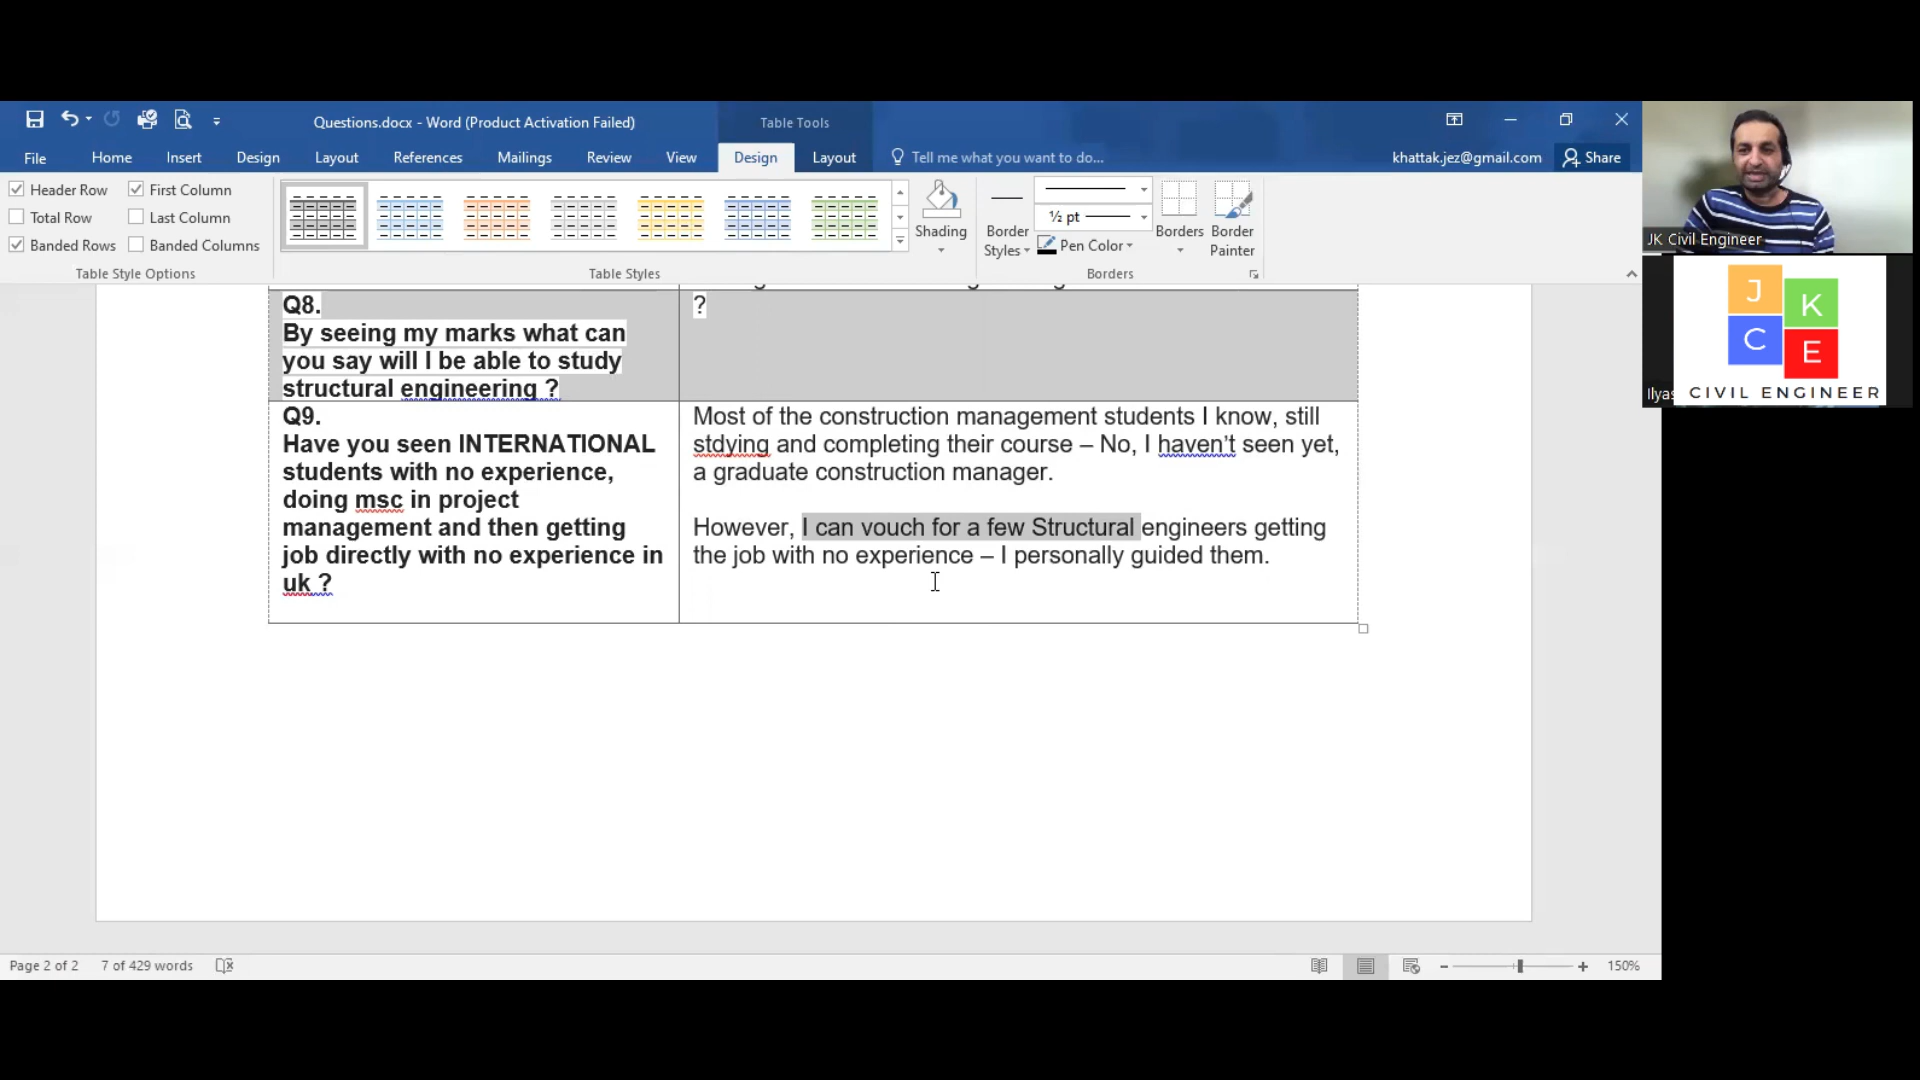 Questions.docx - Word (Product Activation Failed)
Table Tools
File
Home
Insert
Design
Layout
References
Mailings
Review
View
Design
Layout
Tell me what you want to do...
khattak.jez@gmail.com
Share
Header Row
First Column
Total Row
Last Column
Banded Rows
Banded Columns
Table Style Options
Table Styles
Shading
Border
Styles
½ pt
Pen Color
Borders
Border
Painter
Borders
JK Civil Engineer
J
K
C
E
CIVIL ENGINEER
Q8.
By seeing my marks what can
you say will I be able to study
structural engineering ?
?
Q9.
Have you seen INTERNATIONAL
students with no experience,
doing msc in project
management and then getting
job directly with no experience in
uk ?
Most of the construction management students I know, still
stdying and completing their course – No, I haven't seen yet,
a graduate construction manager.
However, I can vouch for a few Structural engineers getting
the job with no experience – I personally guided them.
Page 2 of 2
7 of 429 words
150%